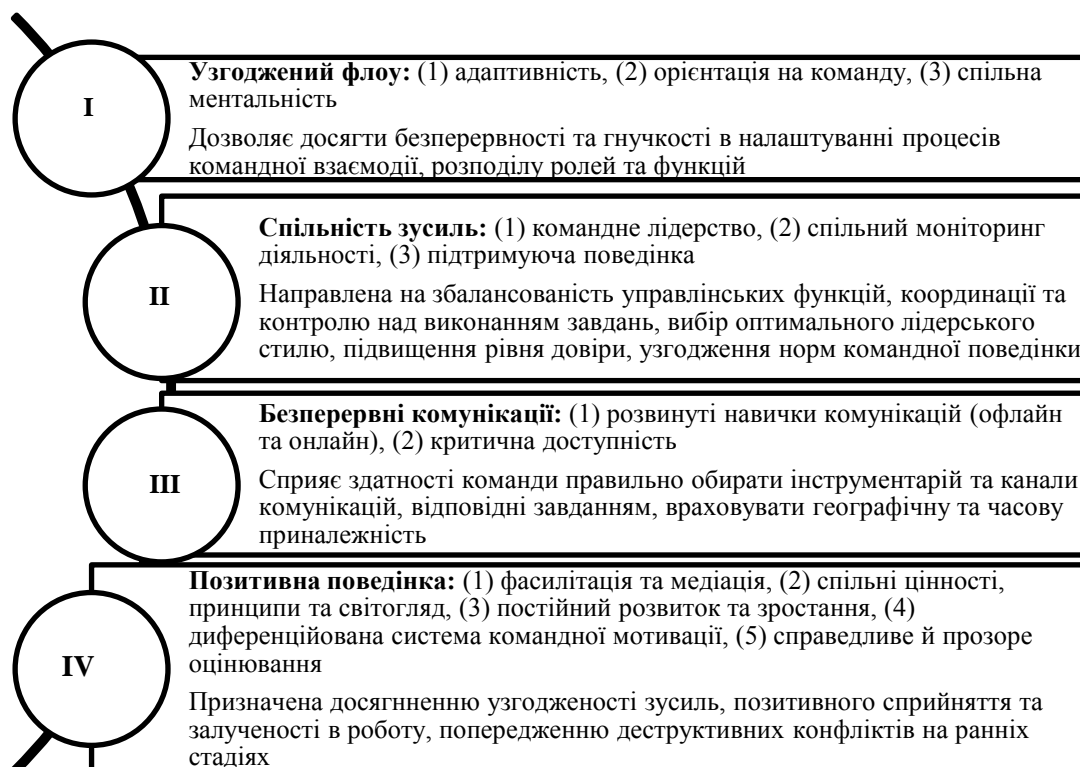 I
Узгоджений флоу: (1) адаптивність, (2) орієнтація на команду, (3) спільна
ментальність
Дозволяє досягти безперервності та гнучкості в налаштуванні процесів
командної взаємодії, розподілу ролей та функцій
II
Спільність зусиль: (1) командне лідерство, (2) спільний моніторинг
діяльності, (3) підтримуюча поведінка
Направлена на збалансованість управлінських функцій, координації та
контролю над виконанням завдань, вибір оптимального лідерського
стилю, підвищення рівня довіри, узгодження норм командної поведінки
III
Безперервні комунікації: (1) розвинуті навички комунікацій (офлайн
та онлайн), (2) критична доступність
Сприяє здатності команди правильно обирати інструментарій та канали
комунікацій, відповідні завданням, враховувати географічну та часову
приналежність
IV
Позитивна поведінка: (1) фасилітація та медіація, (2) спільні цінності,
принципи та світогляд, (3) постійний розвиток та зростання, (4)
диференційована система командної мотивації, (5) справедливе й прозоре
оцінювання
Призначена досягнненню узгодженості зусиль, позитивного сприйняття та
залученості в роботу, попередженню деструктивних конфліктів на ранніх
стадіях